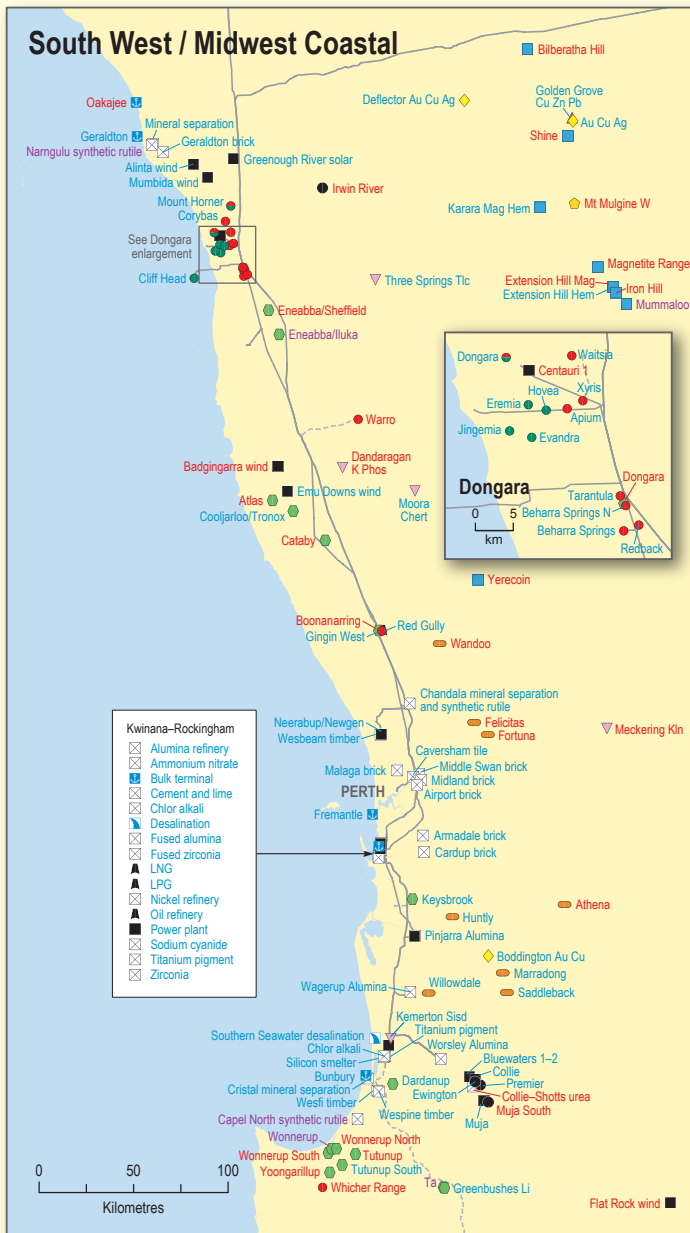 South West / Midwest Coastal
Bilberatha Hill
Oakajee
Deflector Au Cu Ag
Golden Grove
Cu Zn Pb
Au Cu Ag
Geraldton
Mineral separation
Geraldton brick
Shine
Narngulu synthetic rutile
Alinta wind
Greenough River solar
Mumbida wind
Irwin River
Mount Horner
Corybas
Karara Mag Hem
Mt Mulgine W
See Dongara
enlargement
Cliff Head
Three Springs Tlc
Magnetite Range
Extension Hill Mag
Iron Hill
Extension Hill Hem
Mummaloo
Eneabba/Sheffield
Eneabba/Iluka
Dongara
Waitsia
Centauri 1
Hovea
Xyris
Eremia
Apium
Jingemia
Evandra
Dongara
Dongara
Tarantula
Beharra Springs N
Beharra Springs
Redback
0
5
km
Warro
Badgingarra wind
Dandaragan
K Phos
Emu Downs wind
Moora
Chert
Atlas
Cooljarloo/Tronox
Cataby
Yerecoin
Boonanarring
Gingin West
Red Gully
Wandoo
Chandala mineral separation
and synthetic rutile
Neerabup/Newgen
Wesbeam timber
Felicitas
Fortuna
Meckering Kln
Caversham tile
Malaga brick
Middle Swan brick
Midland brick
PERTH
Airport brick
Fremantle
Armadale brick
Cardup brick
Kwinana–Rockingham
Alumina refinery
Ammonium nitrate
Bulk terminal
Cement and lime
Chlor alkali
Desalination
Fused alumina
Fused zirconia
LNG
LPG
Nickel refinery
Oil refinery
Power plant
Sodium cyanide
Titanium pigment
Zirconia
Keysbrook
Huntly
Athena
Pinjarra Alumina
Boddington Au Cu
Marradong
Wagerup Alumina
Willowdale
Saddleback
Kemerton Sisd
Southern Seawater desalination
Titanium pigment
Chlor alkali
Worsley Alumina
Silicon smelter
Bluewaters 1–2
Bunbury
Collie
Dardanup
Premier
Cristal mineral separation
Ewington
Wesfi timber
Collie–Shotts urea
Wespine timber
Muja South
Capel North synthetic rutile
Muja
Wonnerup
Wonnerup North
Wonnerup South
Tutunup
Yoongarillup
Tutunup South
Ta
Whicher Range
Greenbushes Li
Flat Rock wind
0
50
100
Kilometres